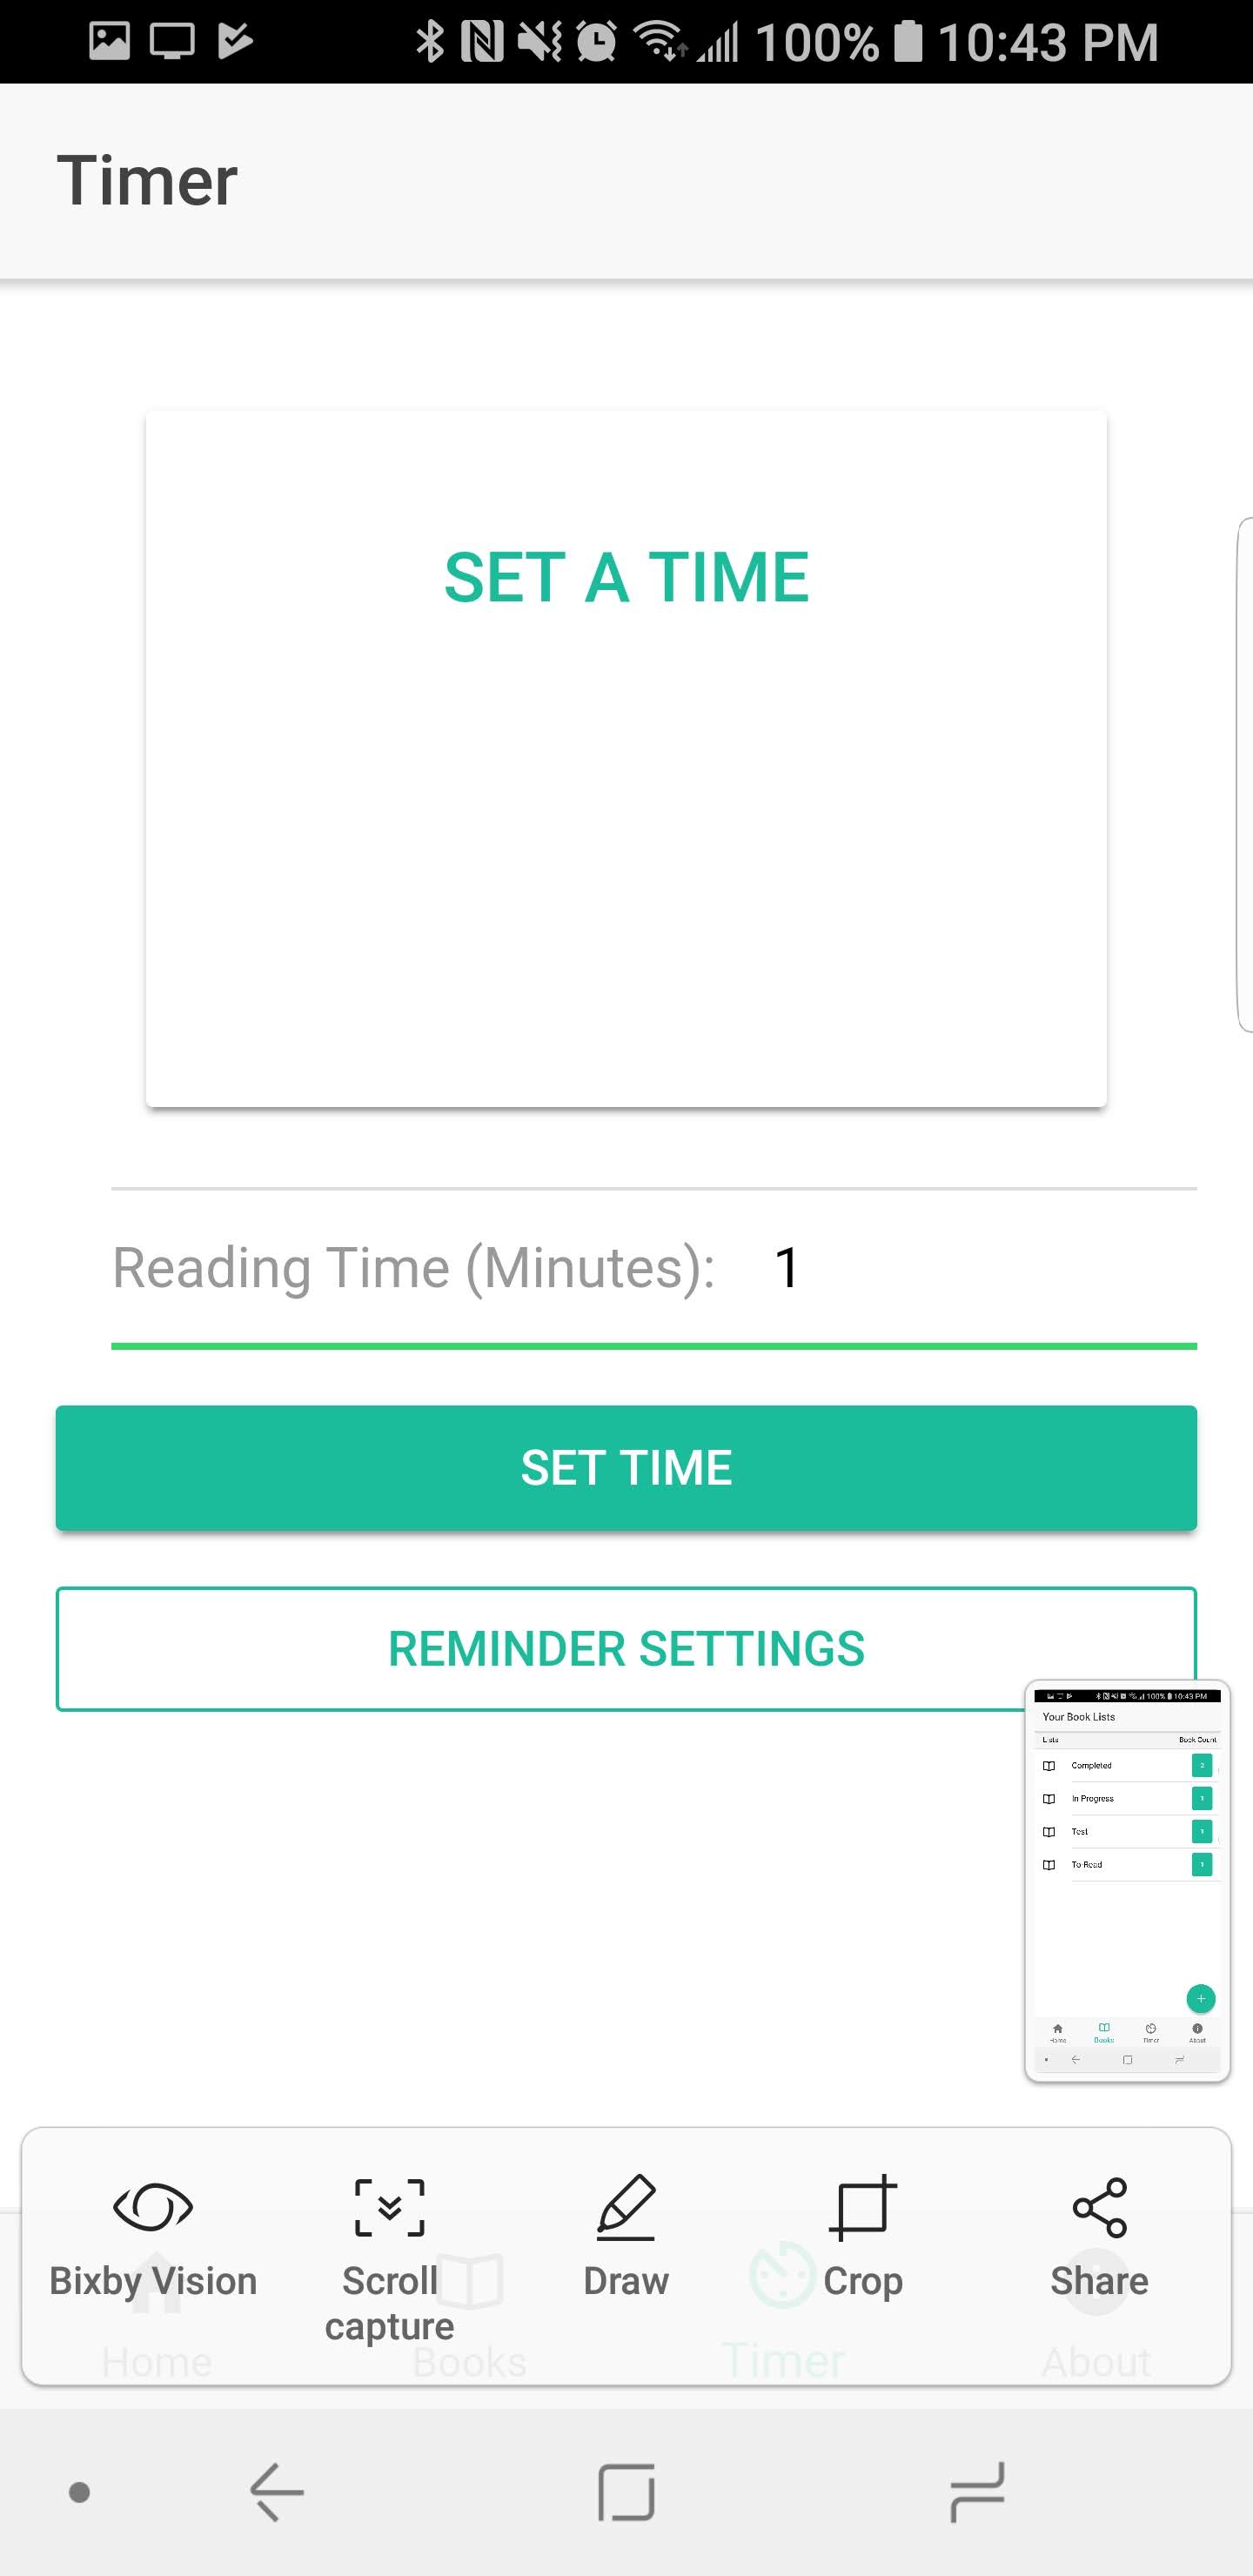 100% 10:43 PM
Timer
SET A TIME
Reading Time (Minutes): 1
SET TIME
REMINDER SETTINGS
100% 10:43 PM
Your Book Lists
Lists Book Count
Completed 2
In Progress 1
Test 1
To Read 1
Home Books Timer About
Bixby Vision Scroll capture Draw Crop Share
Home Books Timer About